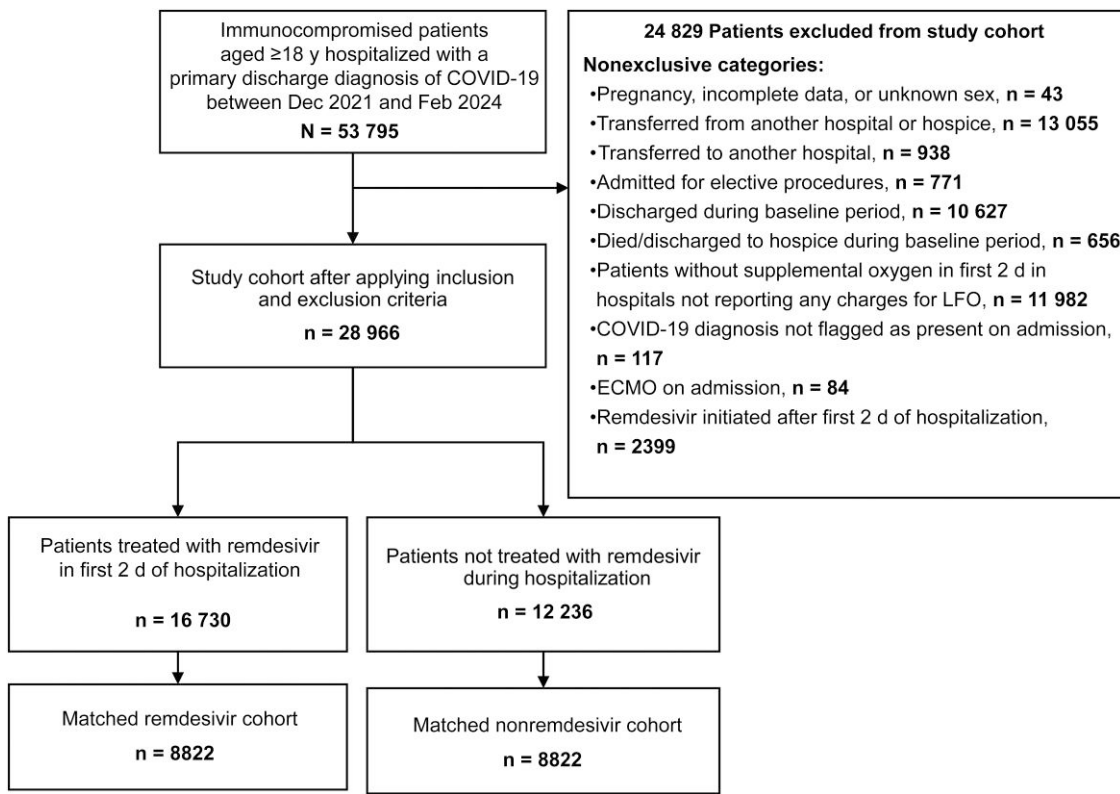 Immunocompromised patients
aged ≥18 y hospitalized with a
primary discharge diagnosis of COVID-19
between Dec 2021 and Feb 2024
N = 53 795
24 829 Patients excluded from study cohort
Nonexclusive categories:
•Pregnancy, incomplete data, or unknown sex, n = 43
•Transferred from another hospital or hospice, n = 13 055
•Transferred to another hospital, n = 938
•Admitted for elective procedures, n = 771
•Discharged during baseline period, n = 10 627
•Died/discharged to hospice during baseline period, n = 656
•Patients without supplemental oxygen in first 2 d in
hospitals not reporting any charges for LFO, n = 11 982
•COVID-19 diagnosis not flagged as present on admission,
n = 117
•ECMO on admission, n = 84
•Remdesivir initiated after first 2 d of hospitalization,
n = 2399
Study cohort after applying inclusion
and exclusion criteria
n = 28 966
Patients treated with remdesivir
in first 2 d of hospitalization
n = 16 730
Patients not treated with remdesivir
during hospitalization
n = 12 236
Matched remdesivir cohort
n = 8822
Matched nonremdesivir cohort
n = 8822